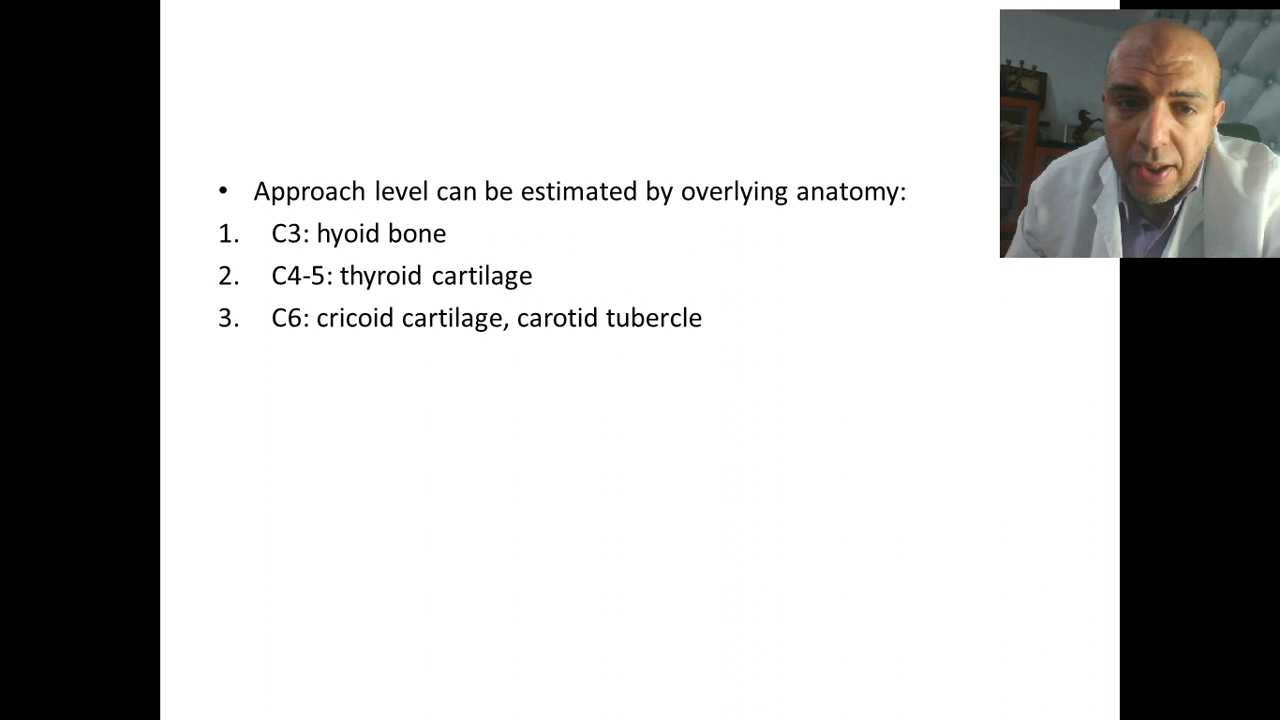 • Approach level can be estimated by overlying anatomy:
1. C3: hyoid bone
2. C4-5: thyroid cartilage
3. C6: cricoid cartilage, carotid tubercle